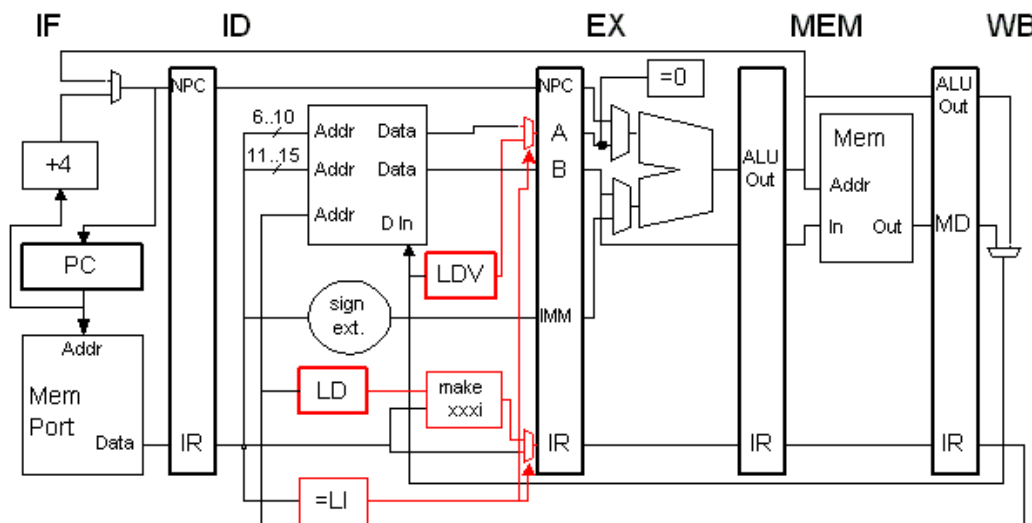 IF ID EX MEM WB
NPC NPC =0 ALU
Out
6..10 Addr Data A Mem
+4 11..15 Addr Data B ALU
Out Addr
Addr D In In Out MD
PC LDV
sign
ext. IMM
Addr
Mem
Port LD make
xxxi
Data IR IR IR IR
=LI